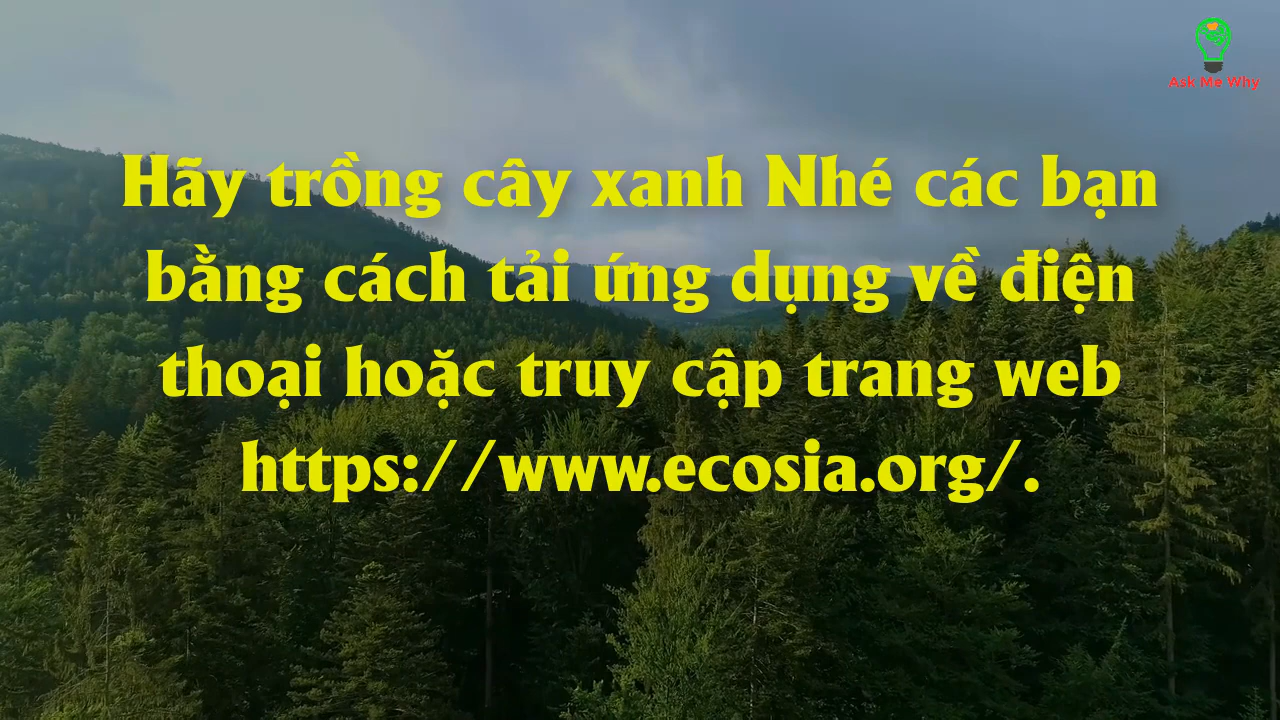 Ask Me Why
Hãy trồng cây xanh Nhé các bạn
bằng cách tải ứng dụng về điện
thoại hoặc truy cập trang web
https://www.ecosia.org/.